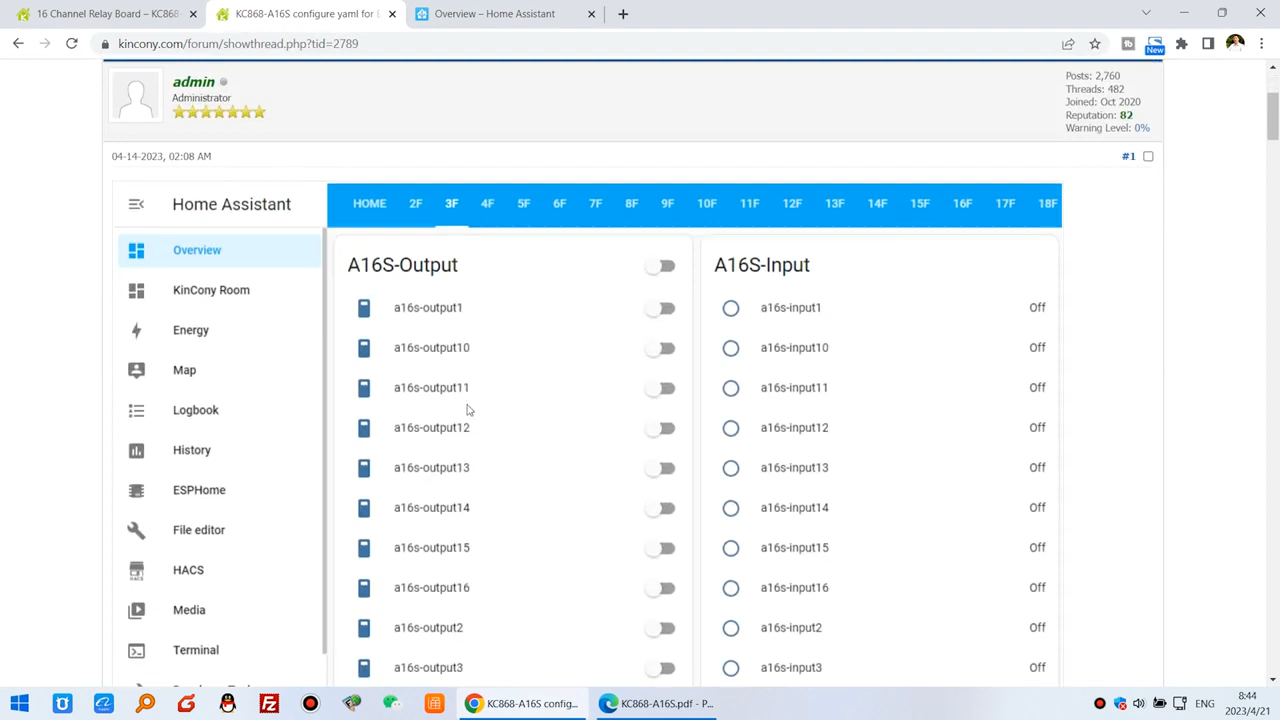 16 Channel Relay Board – KC868
KC868-A16S configure yaml for E
Overview – Home Assistant
kincony.com/forum/showthread.php?tid=2789
New
admin
Administrator
Posts: 2,760
Threads: 482
Joined: Oct 2020
Reputation: 82
Warning Level: 0%
04-14-2023, 02:08 AM
#1
Home Assistant
HOME 2F 3F 4F 5F 6F 7F 8F 9F 10F 11F 12F 13F 14F 15F 16F 17F 18F
Overview
KinCony Room
Energy
Map
Logbook
History
ESPHome
File editor
HACS
HACS
Media
Terminal
A16S-Output
a16s-output1
a16s-output10
a16s-output11
a16s-output12
a16s-output13
a16s-output14
a16s-output15
a16s-output16
a16s-output2
a16s-output3
A16S-Input
a16s-input1 Off
a16s-input10 Off
a16s-input11 Off
a16s-input12 Off
a16s-input13 Off
a16s-input14 Off
a16s-input15 Off
a16s-input16 Off
a16s-input2 Off
a16s-input3 Off
KC868-A16S config...
KC868-A16S.pdf - P...
ENG
8:44
2023/4/21